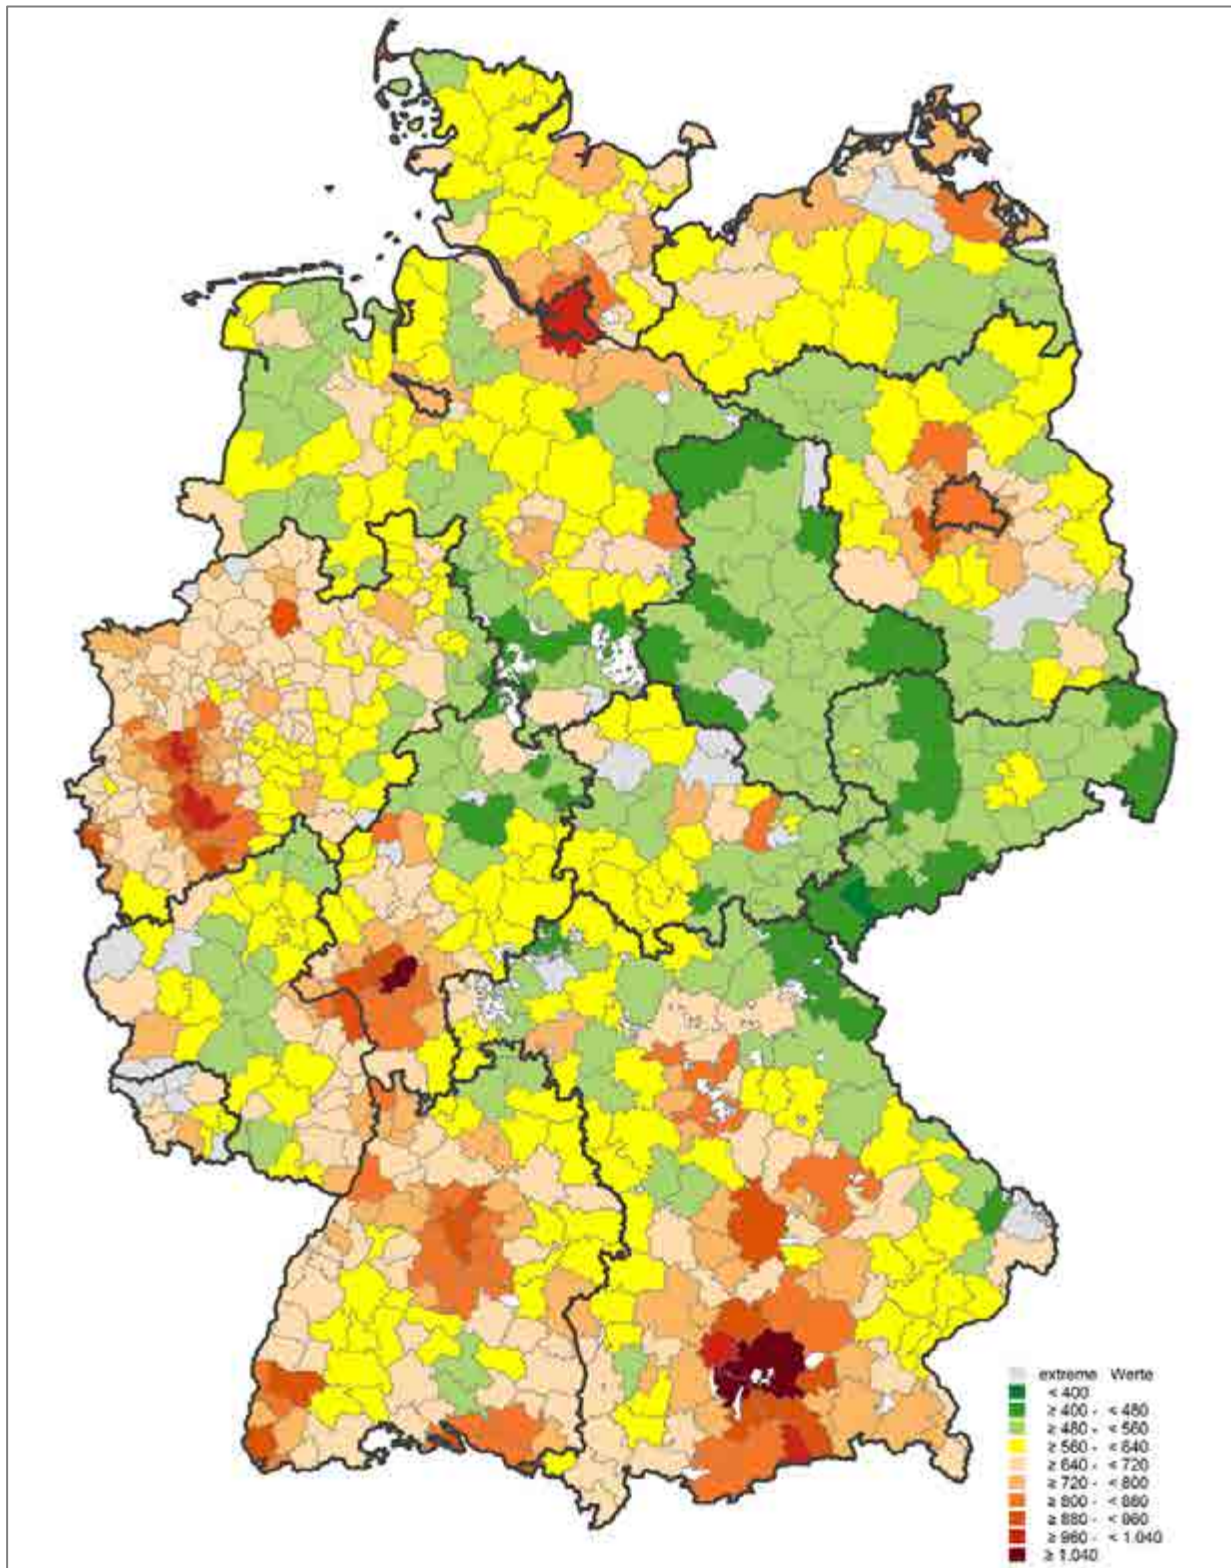 extreme Werte
< 400
≥ 400 - < 480
≥ 480 - < 560
≥ 560 - < 640
≥ 640 - < 720
≥ 720 - < 800
≥ 800 - < 880
≥ 880 - < 960
≥ 960 - < 1.040
≥ 1.040